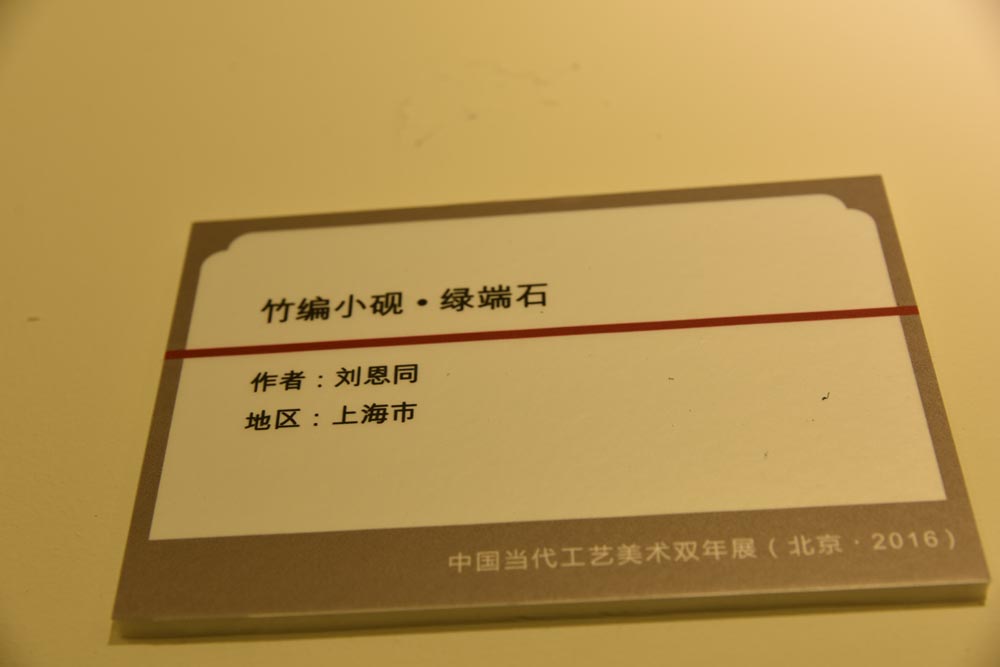 竹编小砚·绿端石
作者：刘恩同
地区：上海市
中国当代工艺美术双年展（北京·2016）